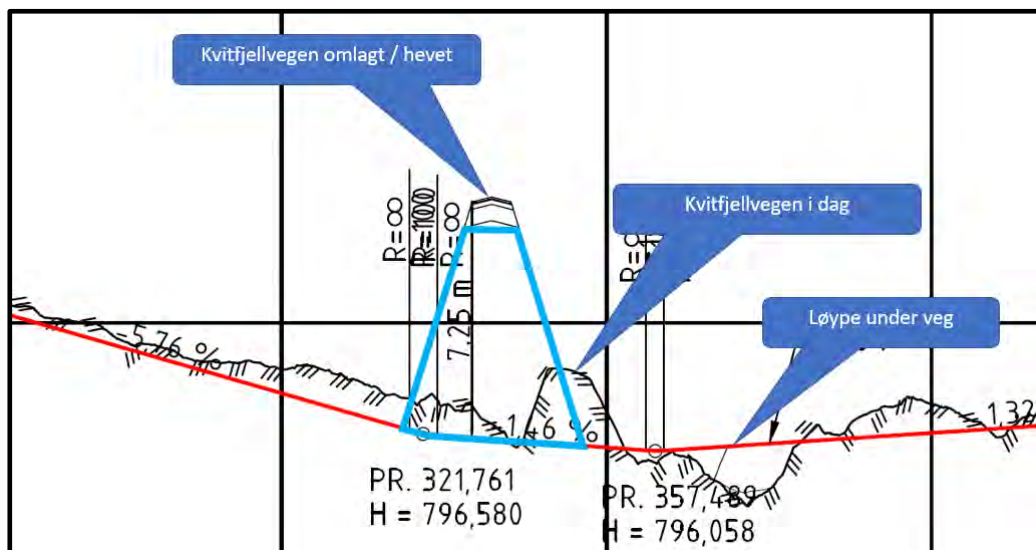 Kvitfjellvegen omlagt / hevet
Kvitfjellvegen i dag
Løype under veg
R=∞
R=∞
7.25 m
-5,76 %
1,46 %
1,32
PR. 321,761
H = 796,580
PR. 357,489
H = 796,058